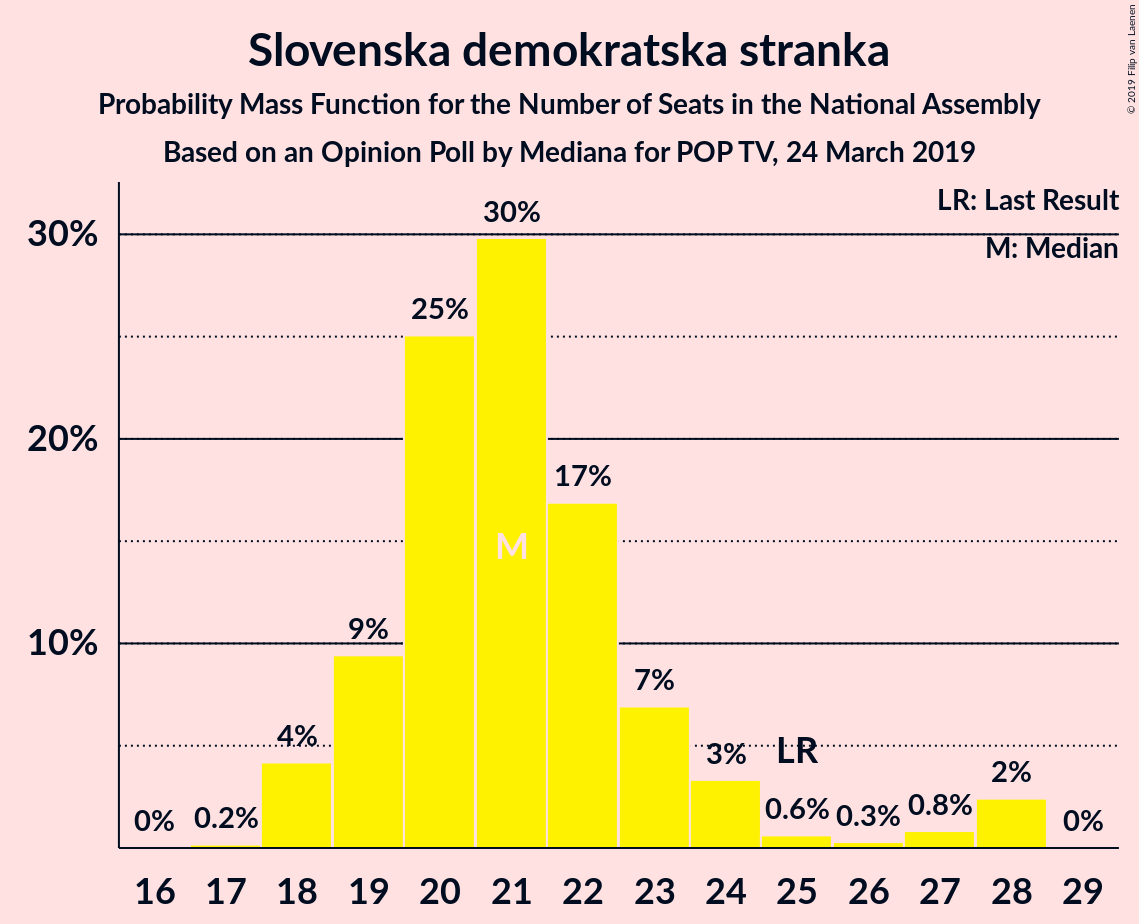 Slovenska demokratska stranka
Probability Mass Function for the Number of Seats in the National Assembly
Based on an Opinion Poll by Mediana for POP TV, 24 March 2019
© 2019 Filip van Laenen
LR: Last Result
M: Median
30%
20%
10%
0%
0.2%
4%
9%
25%
30%
M
17%
7%
3%
LR
0.6%
0.3%
0.8%
2%
0%
16 17 18 19 20 21 22 23 24 25 26 27 28 29